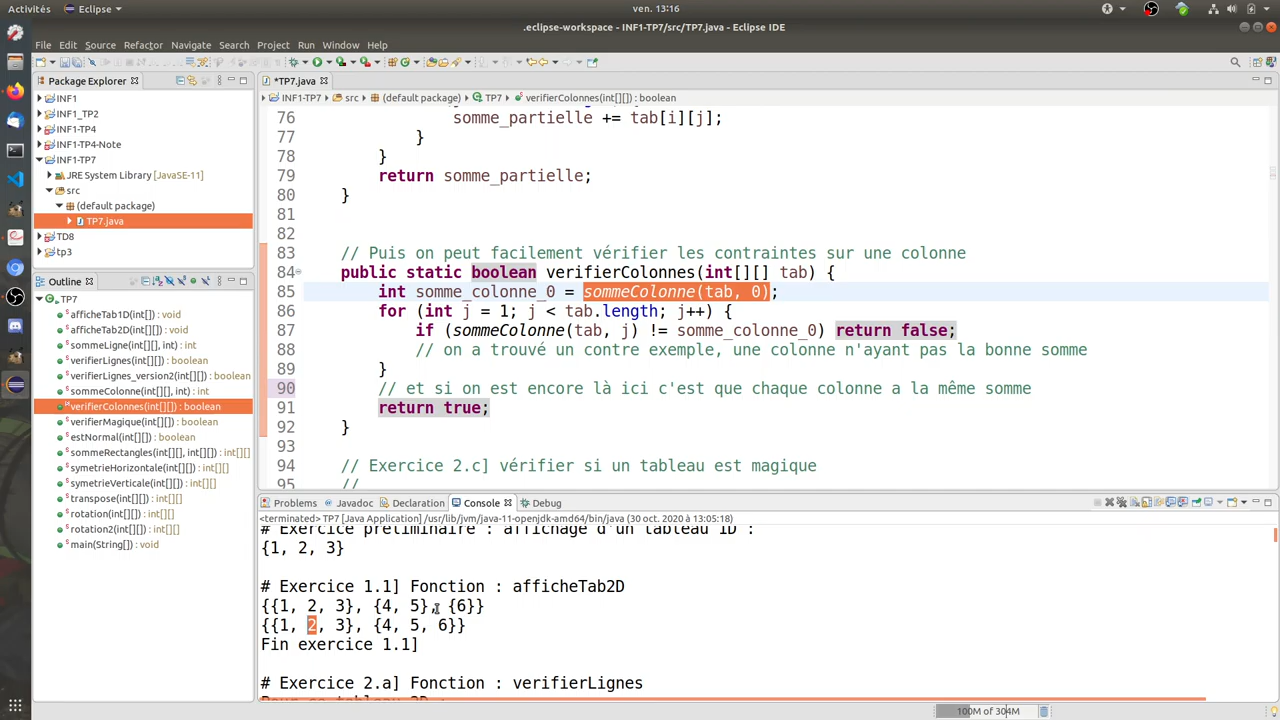 Activités
Eclipse
ven. 13:16
.eclipse-workspace - INF1-TP7/src/TP7.java - Eclipse IDE
File Edit Source Refactor Navigate Search Project Run Window Help
Package Explorer
INF1
INF1_TP2
INF1-TP4
INF1-TP4-Note
INF1-TP7
JRE System Library [JavaSE-11]
src
(default package)
TP7.java
TD8
tp3
Outline
TP7
afficheTab1D(int[]) : void
afficheTab2D(int[][]) : void
sommeLigne(int[][], int) : int
verifierLignes(int[][]) : boolean
verifierLignes_version2(int[][]) : boolean
sommeColonne(int[][], int) : int
verifierColonnes(int[][]) : boolean
verifierMagique(int[][]) : boolean
estNormal(int[][]) : boolean
sommeRectangles(int[][], int[][]) : int[][]
symetrieHorizontale(int[][]) : int[][]
symetrieVerticale(int[][]) : int[][]
transpose(int[][]) : int[][]
rotation(int[][]) : int[][]
rotation2(int[][]) : int[][]
main(String[]) : void
*TP7.java
INF1-TP7 src (default package) TP7 verifierColonnes(int[][]) : boolean
76 somme_partielle += tab[i][j];
77 }
78 }
79 return somme_partielle;
80 }
81
82
83 // Puis on peut facilement vérifier les contraintes sur une colonne
84 public static boolean verifierColonnes(int[][] tab) {
85 int somme_colonne_0 = sommeColonne(tab, 0);
86 for (int j = 1; j < tab.length; j++) {
87 if (sommeColonne(tab, j) != somme_colonne_0) return false;
88 // on a trouvé un contre exemple, une colonne n'ayant pas la bonne somme
89 }
90 // et si on est encore là ici c'est que chaque colonne a la même somme
91 return true;
92 }
93
94 // Exercice 2.c] vérifier si un tableau est magique
95 //
Problems Javadoc Declaration Console Debug
<terminated> TP7 [Java Application] /usr/lib/jvm/java-11-openjdk-amd64/bin/java (30 oct. 2020 à 13:05:18)
# Exercice préliminaire : affichage d'un tableau 1D :
{1, 2, 3}
# Exercice 1.1] Fonction : afficheTab2D
{{1, 2, 3}, {4, 5}, {6}}
{{1, 2, 3}, {4, 5, 6}}
Fin exercice 1.1]
# Exercice 2.a] Fonction : verifierLignes
100M of 304M